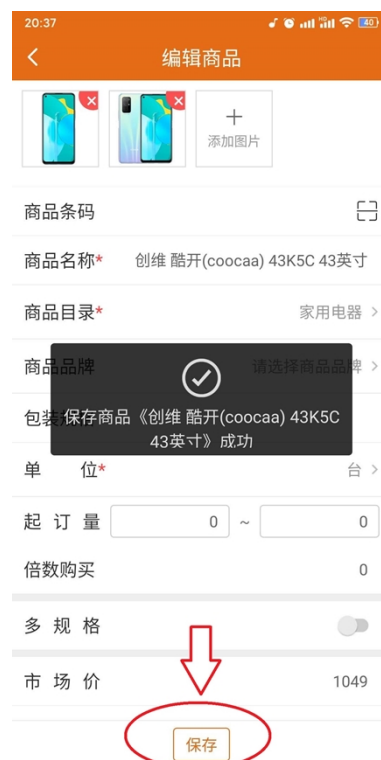 20:37
40
编辑商品
添加图片
商品条码
商品名称* 创维 酷开(coocaa) 43K5C 43英寸
商品目录* 家用电器
商品品牌 请选择商品品牌
保存商品《创维 酷开(coocaa) 43K5C
43英寸》成功
单 位* 台
起 订 量 0 ~ 0
倍数购买 0
多 规 格
市 场 价 1049
保存